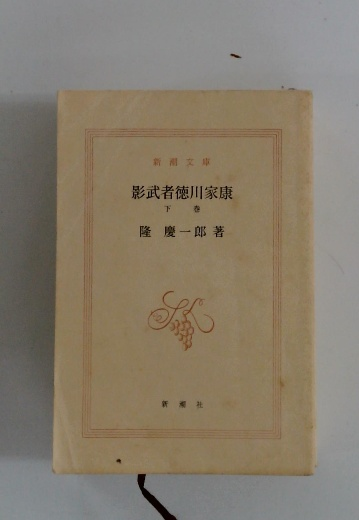 新潮文庫
影武者徳川家康
下巻
隆慶一郎著
新潮社